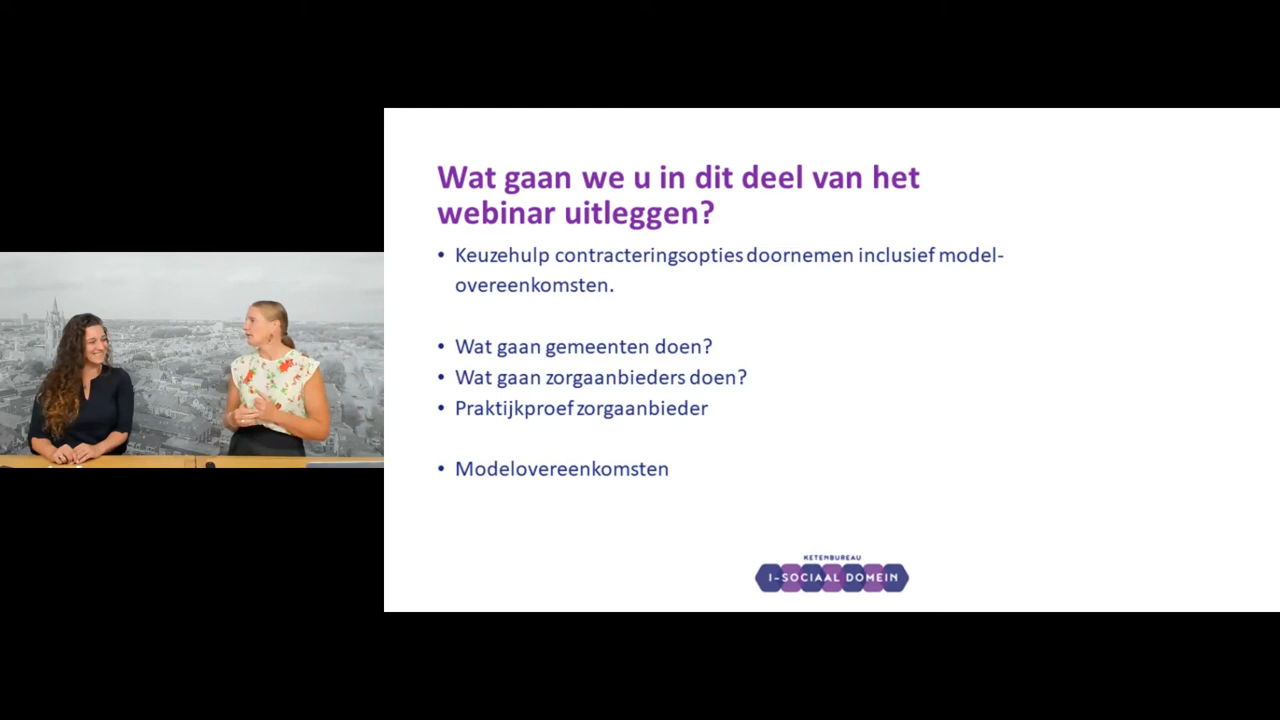 Wat gaan we u in dit deel van het
webinar uitleggen?
• Keuzehulp contracteringsopties doornemen inclusief model-
overeenkomsten.
• Wat gaan gemeenten doen?
• Wat gaan zorgaanbieders doen?
• Praktijkproef zorgaanbieder
• Modelovereenkomsten
KETENBUREAU
I-SOCIAAL DOMEIN